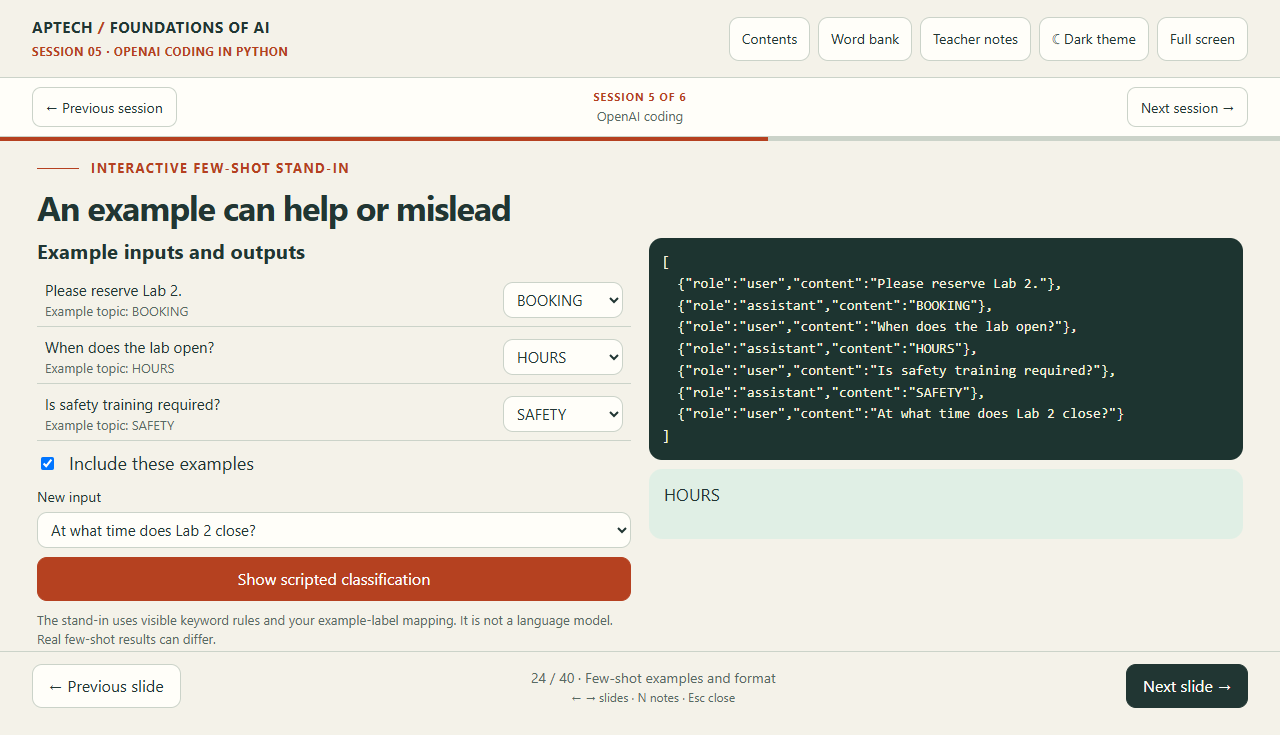 APTECH / FOUNDATIONS OF AI
SESSION 05 · OPENAI CODING IN PYTHON
Contents
Word bank
Teacher notes
☾ Dark theme
Full screen
← Previous session
SESSION 5 OF 6
OpenAI coding
Next session →
INTERACTIVE FEW-SHOT STAND-IN
An example can help or mislead
Example inputs and outputs
Please reserve Lab 2.
Example topic: BOOKING
BOOKING
When does the lab open?
Example topic: HOURS
HOURS
Is safety training required?
Example topic: SAFETY
SAFETY
Include these examples
New input
At what time does Lab 2 close?
Show scripted classification
The stand-in uses visible keyword rules and your example-label mapping. It is not a language model.
Real few-shot results can differ.
[
  {"role":"user","content":"Please reserve Lab 2."},
  {"role":"assistant","content":"BOOKING"},
  {"role":"user","content":"When does the lab open?"},
  {"role":"assistant","content":"HOURS"},
  {"role":"user","content":"Is safety training required?"},
  {"role":"assistant","content":"SAFETY"},
  {"role":"user","content":"At what time does Lab 2 close?"}
]
HOURS
← Previous slide
24 / 40 · Few-shot examples and format
← → slides · N notes · Esc close
Next slide →